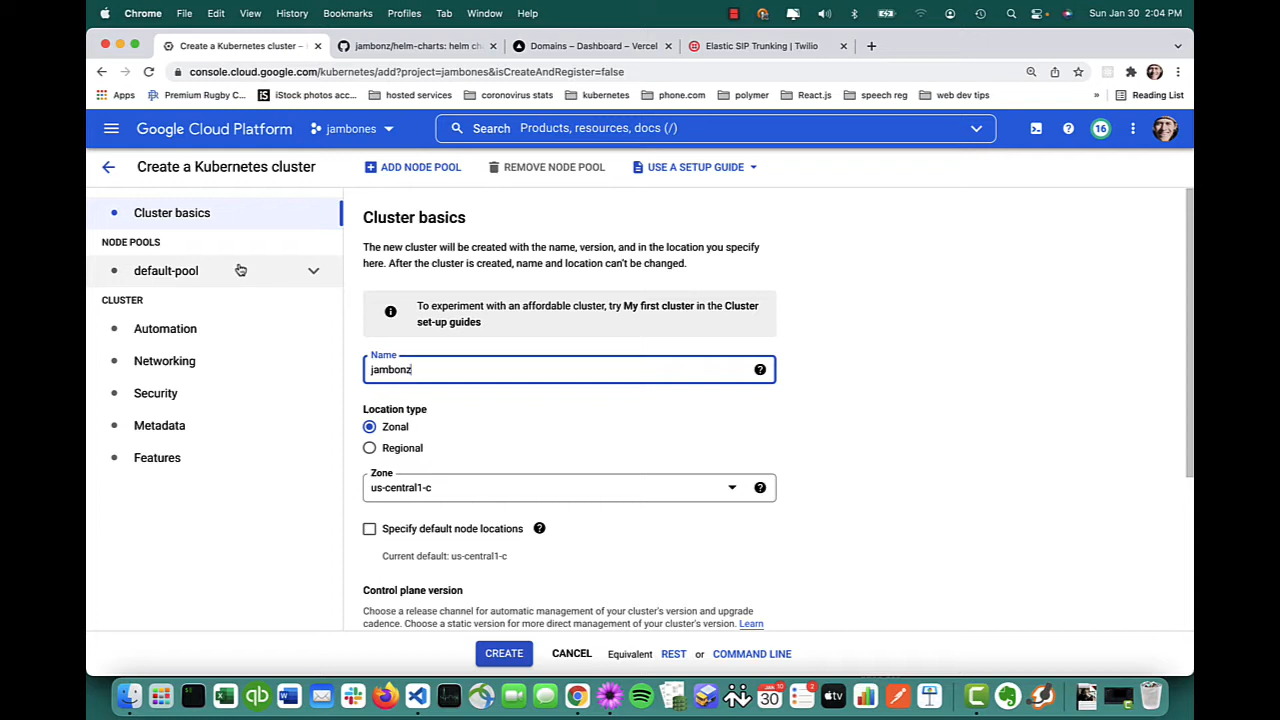 Chrome File Edit View History Bookmarks Profiles Tab Window Help Sun Jan 30 2:04 PM
Create a Kubernetes cluster – jambonz/helm-charts: helm ch Domains – Dashboard – Vercel Elastic SIP Trunking | Twilio
console.cloud.google.com/kubernetes/add?project=jambones&isCreateAndRegister=false
Apps Premium Rugby C... iStock photos acc... hosted services coronovirus stats kubernetes phone.com polymer React.js speech reg web dev tips » Reading List
Google Cloud Platform jambones Search Products, resources, docs (/) 16
Create a Kubernetes cluster ADD NODE POOL REMOVE NODE POOL USE A SETUP GUIDE
Cluster basics
NODE POOLS
default-pool
CLUSTER
Automation
Networking
Security
Metadata
Features
Cluster basics
The new cluster will be created with the name, version, and in the location you specify
here. After the cluster is created, name and location can't be changed.
To experiment with an affordable cluster, try My first cluster in the Cluster
set-up guides
Name
jambonz
Location type
Zonal
Regional
Zone
us-central1-c
Specify default node locations
Current default: us-central1-c
Control plane version
Choose a release channel for automatic management of your cluster's version and upgrade
cadence. Choose a static version for more direct management of your cluster's version. Learn
CREATE CANCEL Equivalent REST or COMMAND LINE